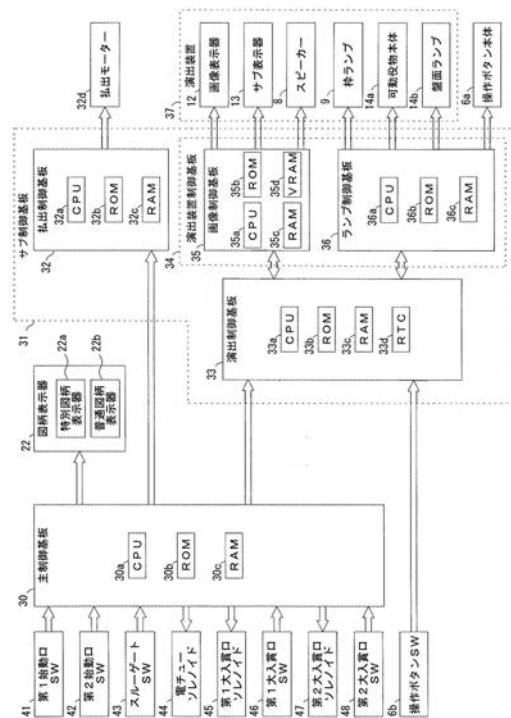 41
第1始動口
SW
42
第2始動口
SW
43
スルーゲート
SW
44
電チュー
ソレノイド
45
第1大入賞口
ソレノイド
46
第1大入賞口
SW
47
第2大入賞口
ソレノイド
48
第2大入賞口
SW
6b
操作ボタンSW
30
主制御基板
30a
CPU
30b
ROM
30c
RAM
22
図柄表示器
特別図柄
表示器
22a
普通図柄
表示器
22b
31
サブ制御基板
32
払出制御基板
32a
CPU
32b
ROM
32c
RAM
33
演出制御基板
33a
CPU
33b
ROM
33c
RAM
33d
RTC
34
演出装置制御基板
35
画像制御基板
35a
CPU
35b
ROM
35c
RAM
35d
VRAM
36
ランプ制御基板
36a
CPU
36b
ROM
36c
RAM
32d
払出モーター
37
演出装置
12
画像表示器
13
サブ表示器
8
スピーカー
9
枠ランプ
14a
可動役物本体
14b
盤面ランプ
6a
操作ボタン本体